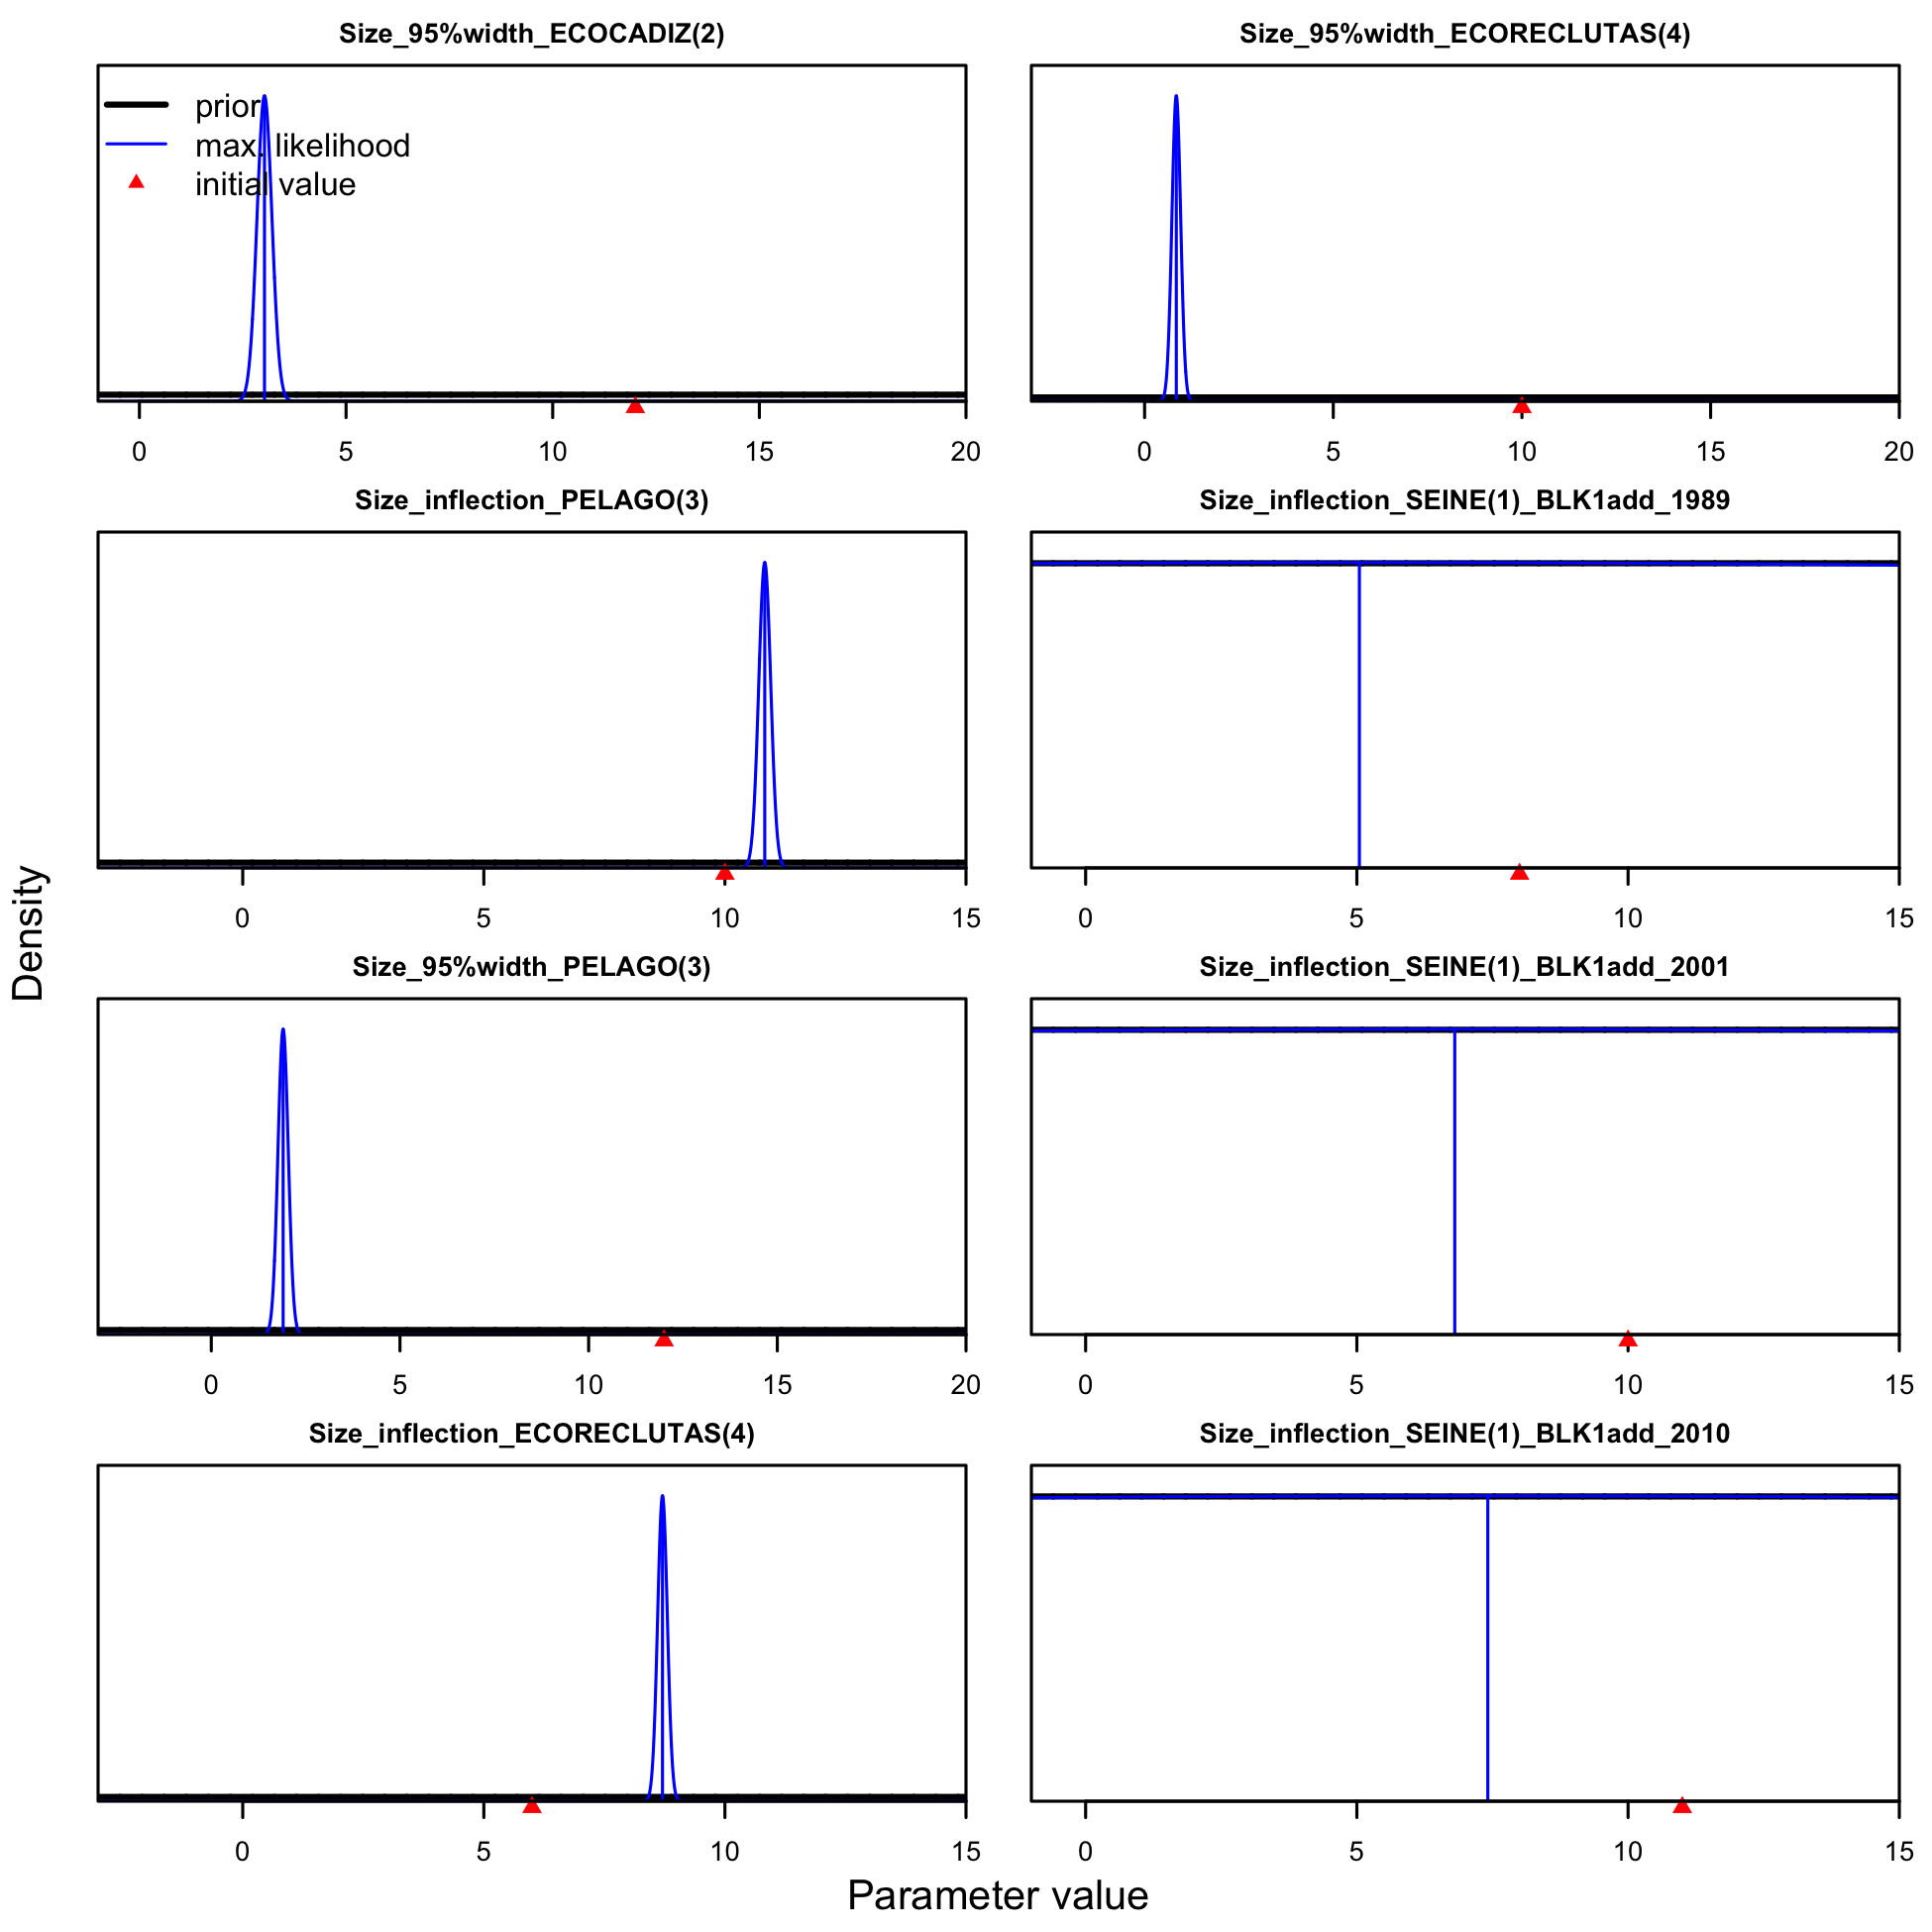 Size_95%width_ECOCADIZ(2)
prior
max. likelihood
initial value
0 5 10 15 20
Size_95%width_ECORECLUTAS(4)
0 5 10 15 20
Size_inflection_PELAGO(3)
0 5 10 15
Size_inflection_SEINE(1)_BLK1add_1989
0 5 10 15
Size_95%width_PELAGO(3)
0 5 10 15 20
Size_inflection_SEINE(1)_BLK1add_2001
0 5 10 15
Size_inflection_ECORECLUTAS(4)
0 5 10 15
Size_inflection_SEINE(1)_BLK1add_2010
0 5 10 15
Density
Parameter value